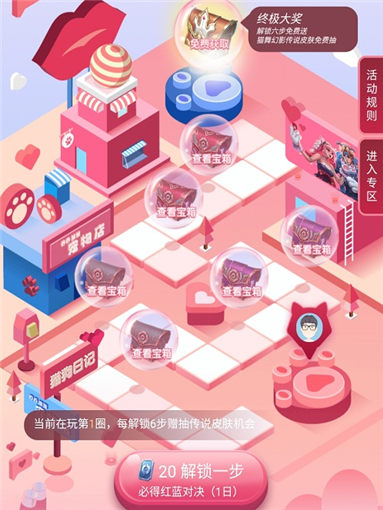 终极大奖
解锁六步免费送
猫舞幻影传说皮肤免费抽
免费获取
活动规则
进入专区
查看宝箱
查看宝箱
查看宝箱
查看宝箱
查看宝箱
查看宝箱
宠物店
猫狗日记
当前在玩第1圈，每解锁6步赠抽传说皮肤机会
20 解锁一步
必得红蓝对决（1日）